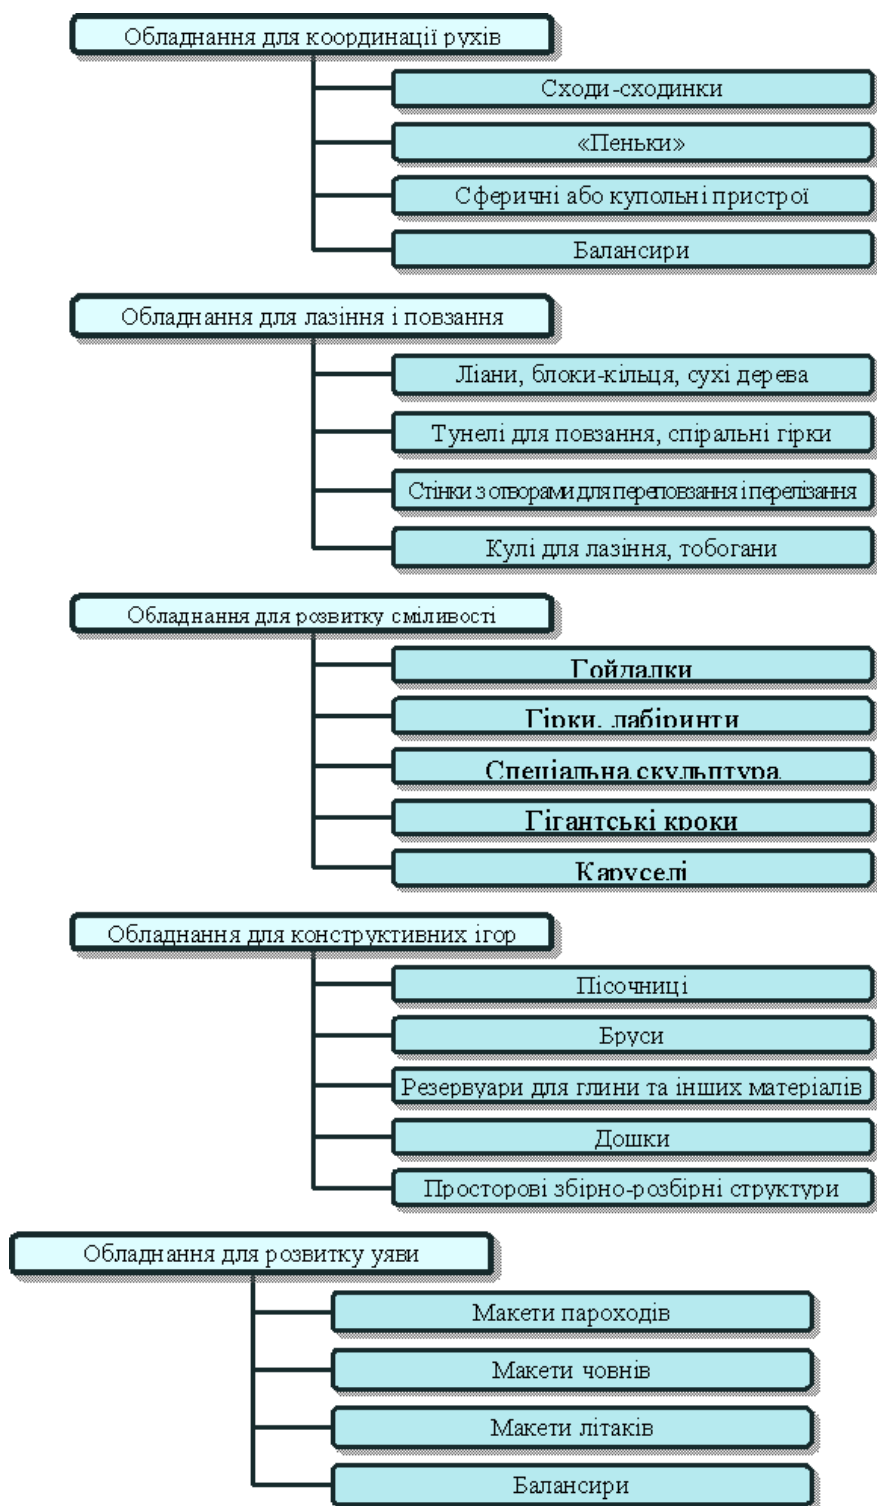 Обладнання для координації рухів
Сходи-сходинки
«Пеньки»
Сферичні або купольні пристрої
Балансири
Обладнання для лазіння і повзання
Ліани, блоки-кільця, сухі дерева
Тунелі для повзання, спіральні гірки
Стінки з отворами для переповзання і перелізання
Кулі для лазіння, тобогани
Обладнання для розвитку сміливості
Гойдалки
Гірки, лабіринти
Спеціальна скульптура
Гігантські кроки
Каруселі
Обладнання для конструктивних ігор
Пісочниці
Бруси
Резервуари для глини та інших матеріалів
Дошки
Просторові збірно-розбірні структури
Обладнання для розвитку уяви
Макети пароходів
Макети човнів
Макети літаків
Балансири